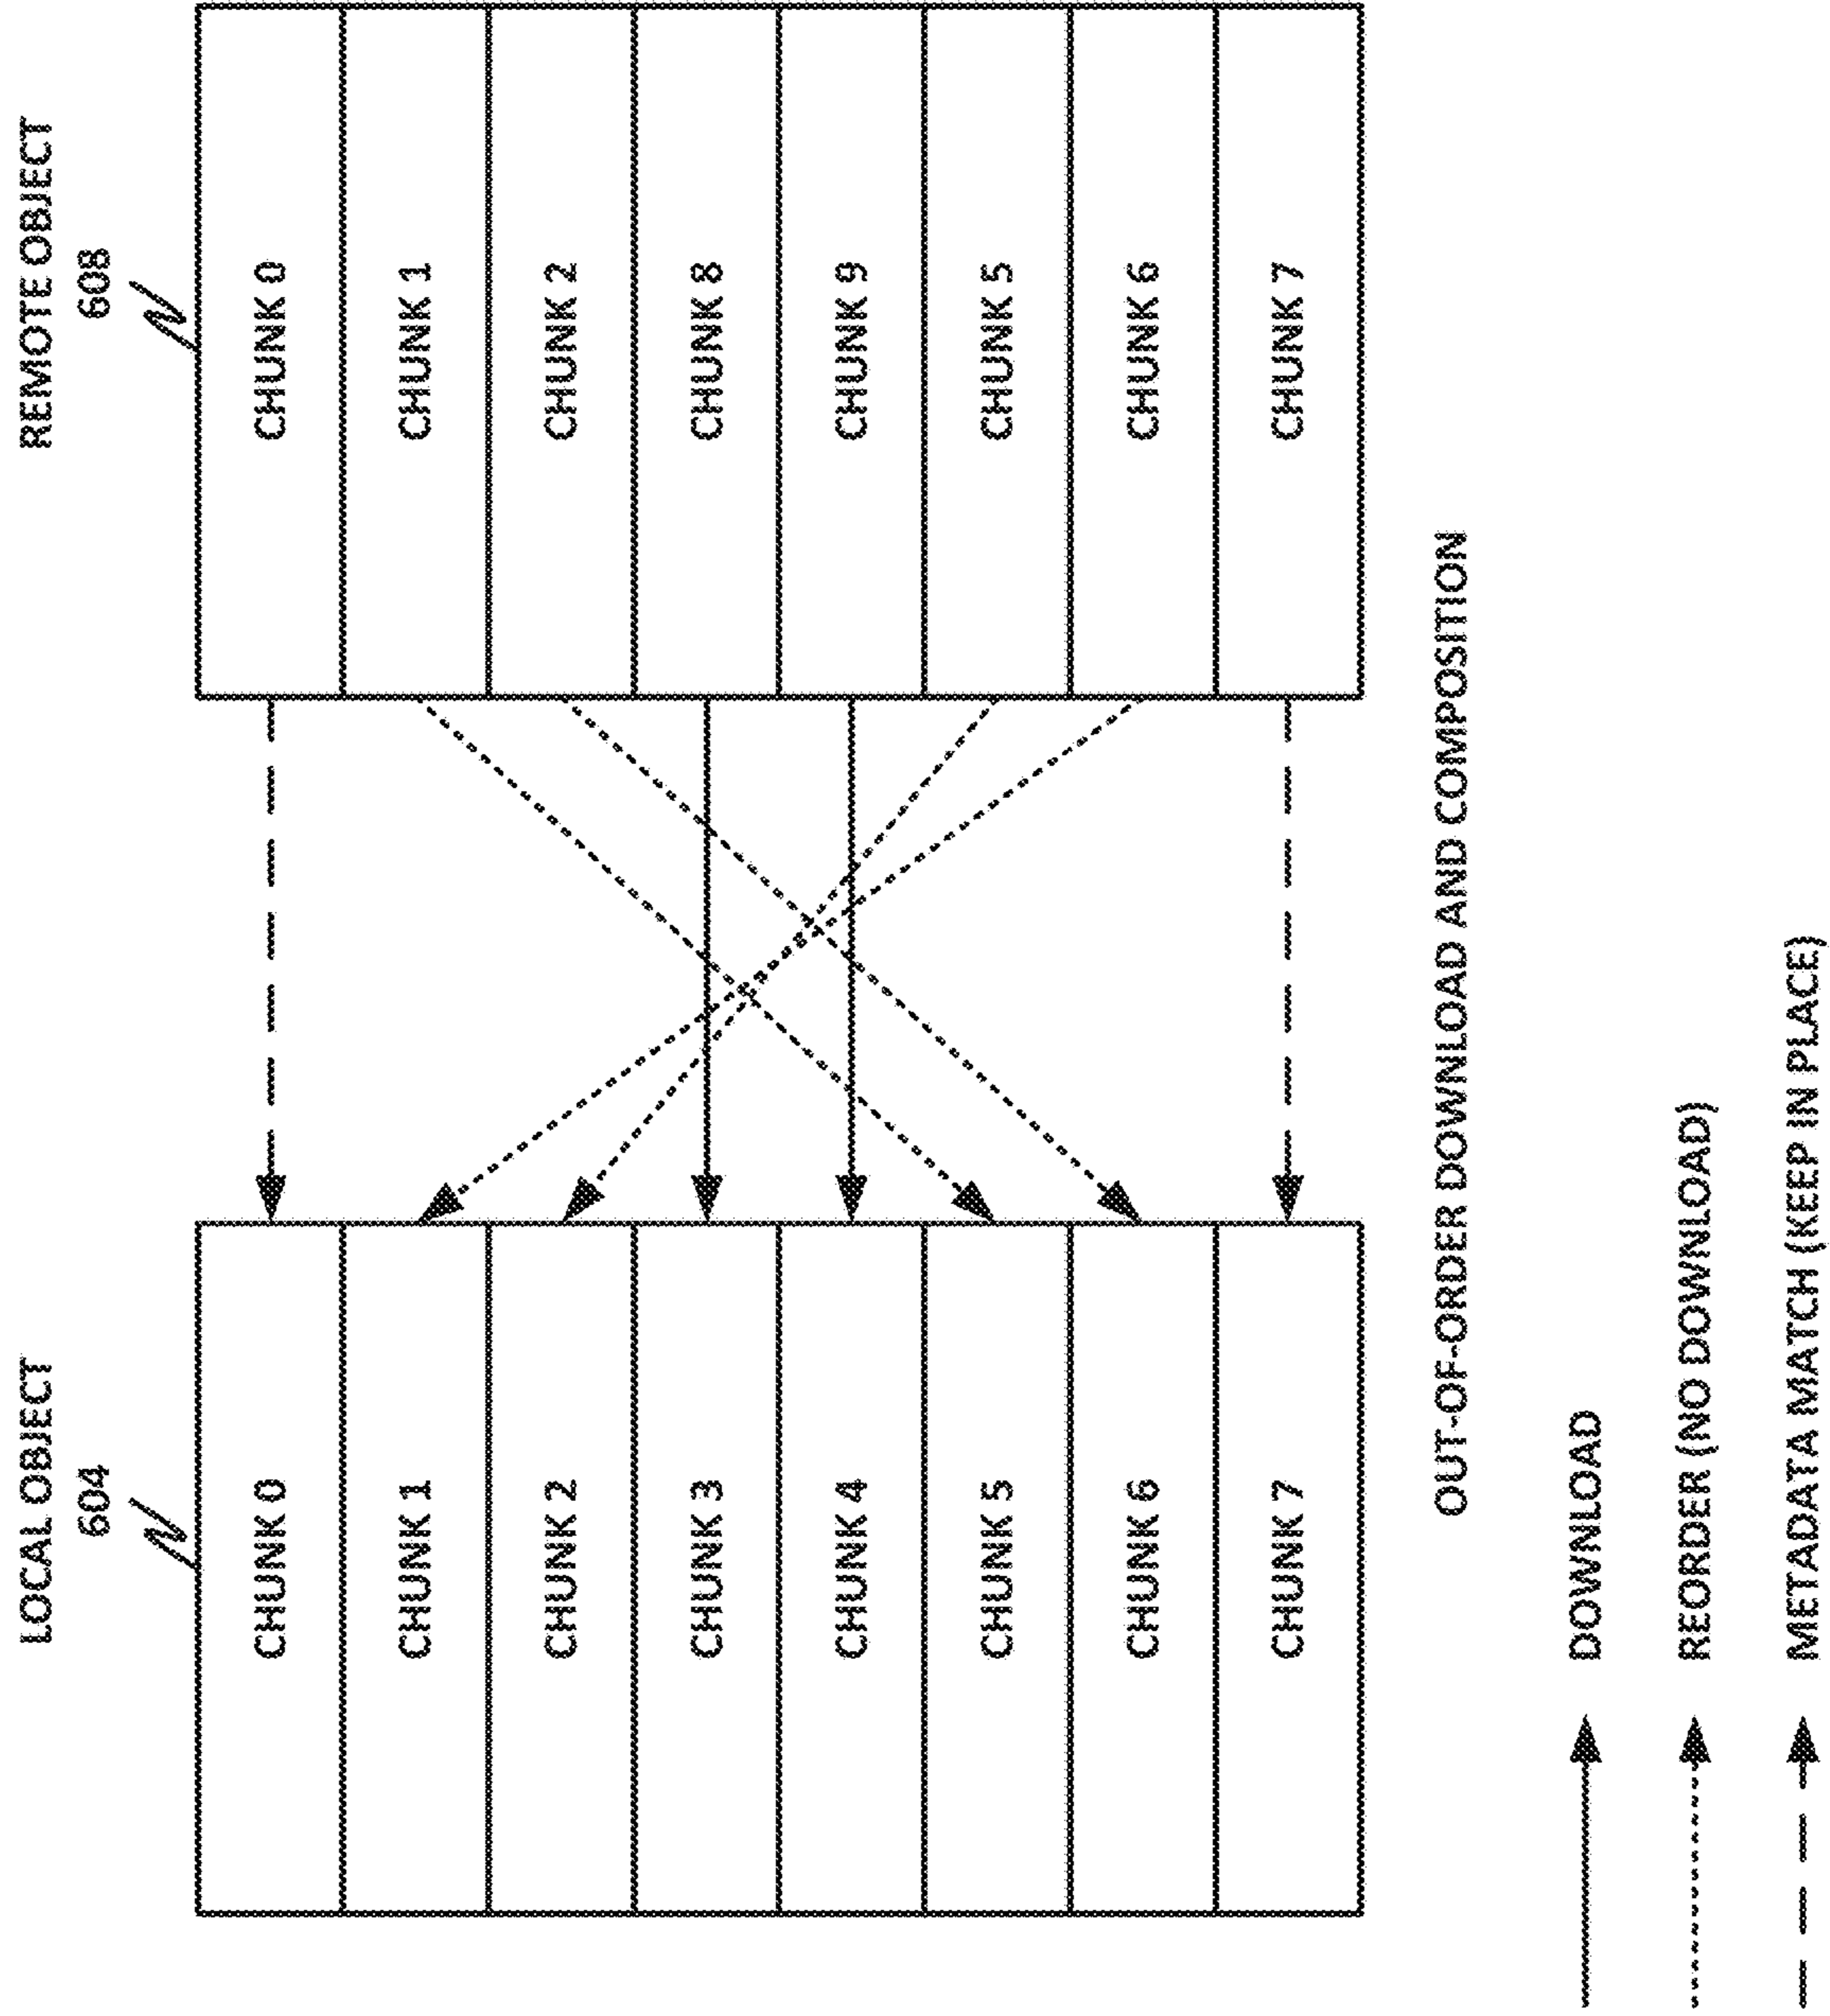 LOCAL OBJECT
604
CHUNK 0
CHUNK 1
CHUNK 2
CHUNK 3
CHUNK 4
CHUNK 5
CHUNK 6
CHUNK 7
REMOTE OBJECT
608
CHUNK 0
CHUNK 1
CHUNK 2
CHUNK 8
CHUNK 9
CHUNK 5
CHUNK 6
CHUNK 7
OUT-OF-ORDER DOWNLOAD AND COMPOSITION
DOWNLOAD
REORDER (NO DOWNLOAD)
METADATA MATCH (KEEP IN PLACE)